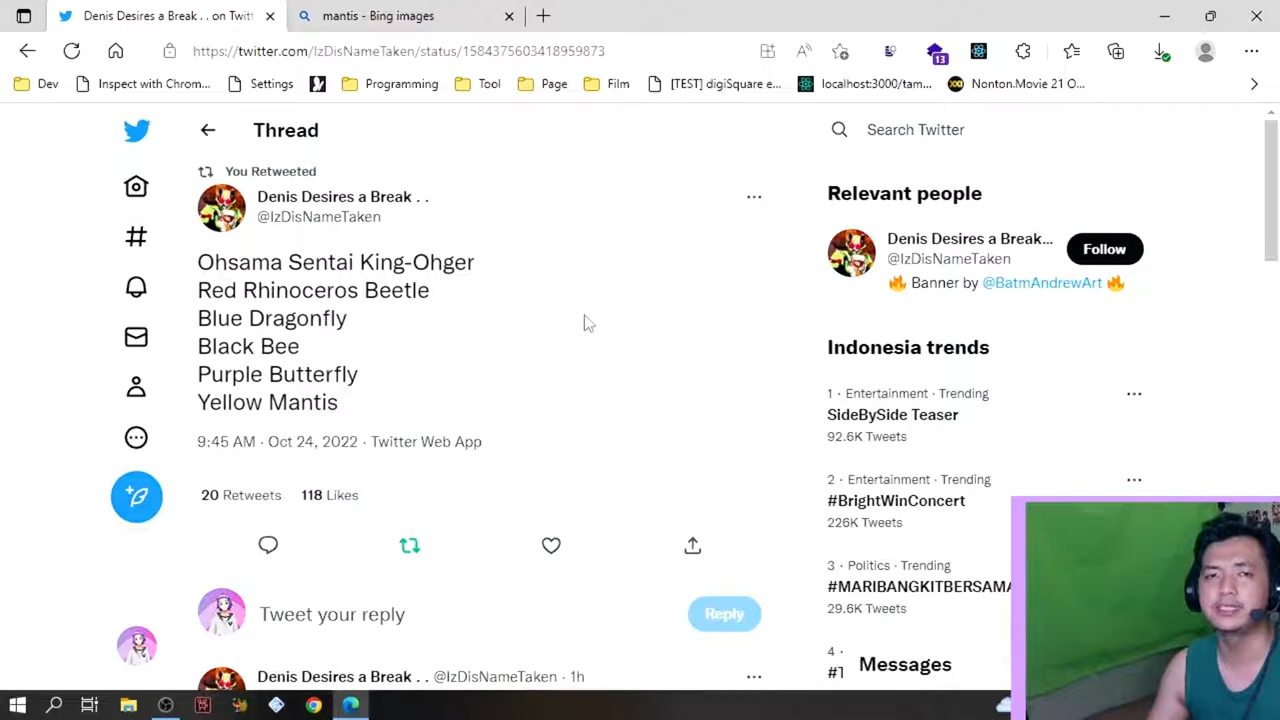 Denis Desires a Break . . on Twitt
mantis - Bing images
https://twitter.com/IzDisNameTaken/status/1584375603418959873
13
Dev
Inspect with Chrom...
Settings
Programming
Tool
Page
Film
[TEST] digiSquare e...
localhost:3000/tam...
Nonton.Movie 21 O...
Thread
Search Twitter
You Retweeted
Denis Desires a Break . .
@IzDisNameTaken
Ohsama Sentai King-Ohger
Red Rhinoceros Beetle
Blue Dragonfly
Black Bee
Purple Butterfly
Yellow Mantis
9:45 AM · Oct 24, 2022 · Twitter Web App
20 Retweets 118 Likes
Tweet your reply
Reply
Denis Desires a Break . . @IzDisNameTaken · 1h
Relevant people
Denis Desires a Break...
@IzDisNameTaken
Follow
🔥 Banner by @BatmAndrewArt 🔥
Indonesia trends
1 · Entertainment · Trending
SideBySide Teaser
92.6K Tweets
2 · Entertainment · Trending
#BrightWinConcert
226K Tweets
3 · Politics · Trending
#MARIBANGKITBERSAMA
29.6K Tweets
4 ·
Messages